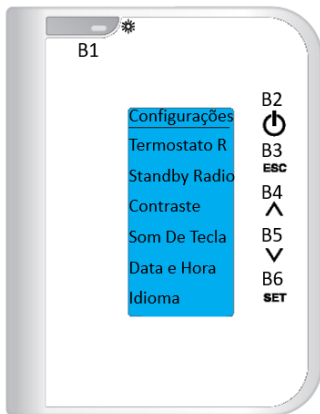 B1
Configurações
Termostato R
Standby Radio
Contraste
Som De Tecla
Data e Hora
Idioma
B2
B3
ESC
B4
B5
B6
SET